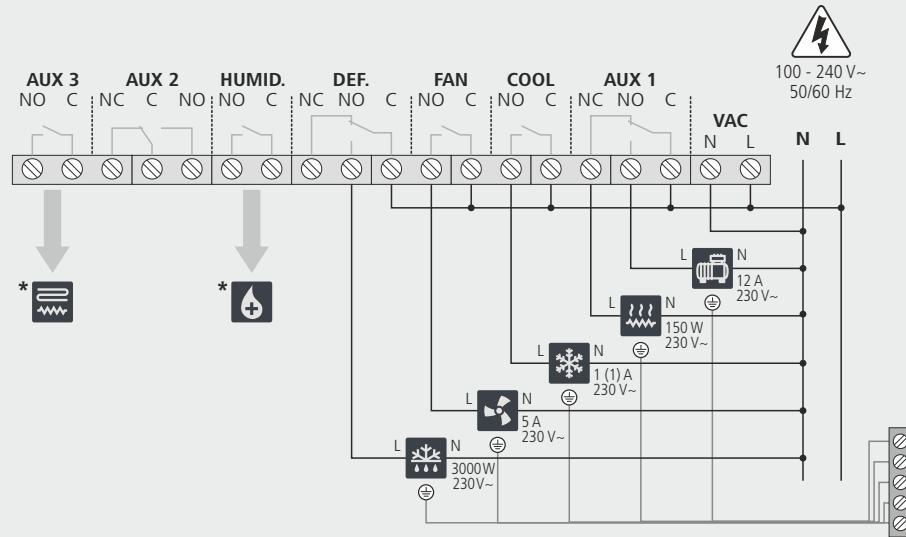 100 - 240 V~
50/60 Hz
AUX 3 AUX 2 HUMID. DEF. FAN COOL AUX 1
NO C NC C NO NO C NC NO C NO C NO C NC NO C
VAC
N L
N L
L N
12 A
230 V~
L N
150 W
230 V~
L N
1 (1) A
230 V~
L N
5 A
230 V~
L N
3000 W
230 V~
*
*